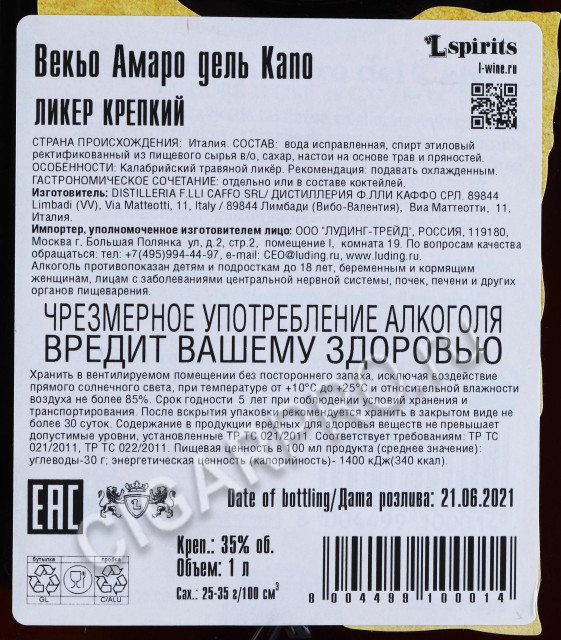 Lspirits
l-wine.ru
Векьо Амаро дель Капо
ЛИКЕР КРЕПКИЙ
СТРАНА ПРОИСХОЖДЕНИЯ: Италия. СОСТАВ: вода исправленная, спирт этиловый
ректификованный из пищевого сырья в/о, сахар, настои на основе трав и пряностей.
ОСОБЕННОСТИ: Калабрийский травяной ликёр. Рекомендация: подавать охлажденным.
ГАСТРОНОМИЧЕСКОЕ СОЧЕТАНИЕ: отдельно или в составе коктейлей.
Изготовитель: DISTILLERIA F.LLI CAFFO SRL/ ДИСТИЛЛЕРИЯ Ф.ЛЛИ КАФФО СРЛ. 89844
Limbadi (VV), Via Matteotti, 11, Italy / 89844 Лимбади (Вибо-Валентия), Виа Маттеотти, 11,
Италия.
Импортер, уполномоченное изготовителем лицо: ООО "ЛУДИНГ-ТРЕЙД", РОССИЯ, 119180,
Москва г, Большая Полянка ул, д.2, стр.2, помещение I, комната 19. По вопросам качества
обращаться: тел: +7(495)994-44-97, e-mail: CEO@luding.ru, www.luding.ru.
Алкоголь противопоказан детям и подросткам до 18 лет, беременным и кормящим
женщинам, лицам с заболеваниями центральной нервной системы, почек, печени и других
органов пищеварения.
ЧРЕЗМЕРНОЕ УПОТРЕБЛЕНИЕ АЛКОГОЛЯ
ВРЕДИТ ВАШЕМУ ЗДОРОВЬЮ
Хранить в вентилируемом помещении без постороннего запаха, исключая воздействие
прямого солнечного света, при температуре от +10°С до +25°С и относительной влажности
воздуха не более 85%. Срок годности 5 лет при соблюдении условий хранения и
транспортирования. После вскрытия упаковки рекомендуется хранить в закрытом виде не
более 30 суток. Содержание в продукции вредных для здоровья веществ не превышает
допустимые уровни, установленные ТР ТС 021/2011. Соответствует требованиям: ТР ТС
021/2011, ТР ТС 022/2011. Пищевая ценность в 100 мл продукта (среднее значение):
углеводы-30 г; энергетическая ценность (калорийность)- 1400 кДж(340 ккал).
EAC
L
Date of bottling/Дата розлива: 21.06.2021
Креп.: 35% об.
Объем: 1 л
Сах.: 25-35 г/100 см³
бутылка
пробка
GL
C/ALU
8 004499 100014
CIGARPRO.RU